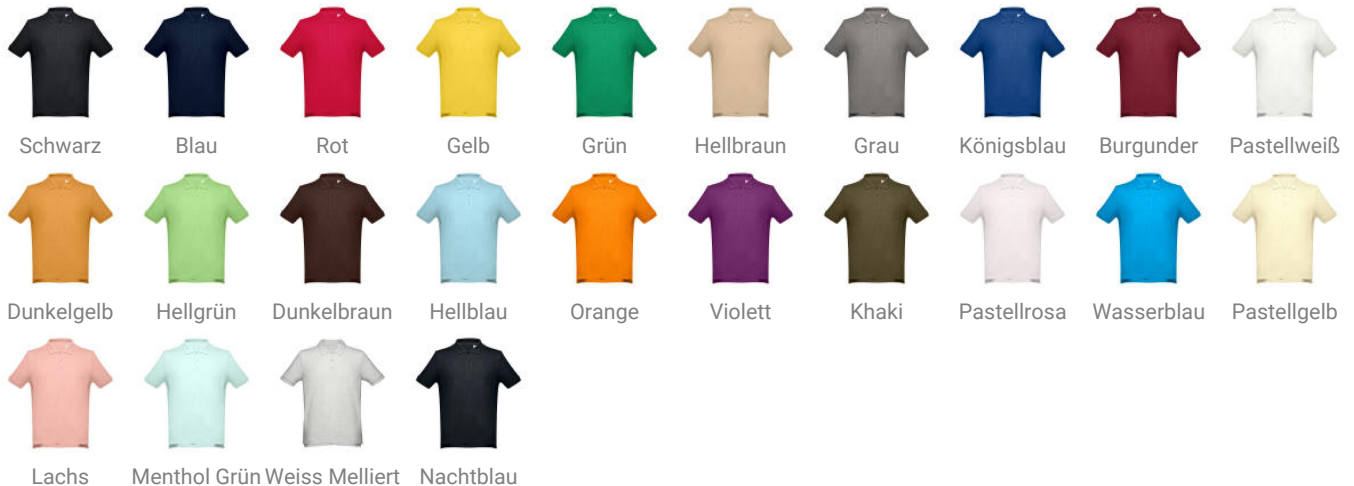 Schwarz Blau Rot Gelb Grün Hellbraun Grau Königsblau Burgunder Pastellweiß
Dunkelgelb Hellgrün Dunkelbraun Hellblau Orange Violett Khaki Pastellrosa Wasserblau Pastellgelb
Lachs Menthol Grün Weiss Melliert Nachtblau